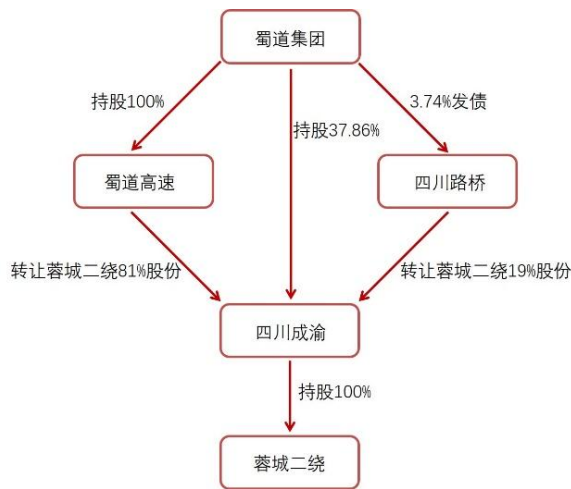 蜀道集团
持股100%
持股37.86%
3.74%发债
蜀道高速
四川路桥
转让蓉城二绕81%股份
转让蓉城二绕19%股份
四川成渝
持股100%
蓉城二绕